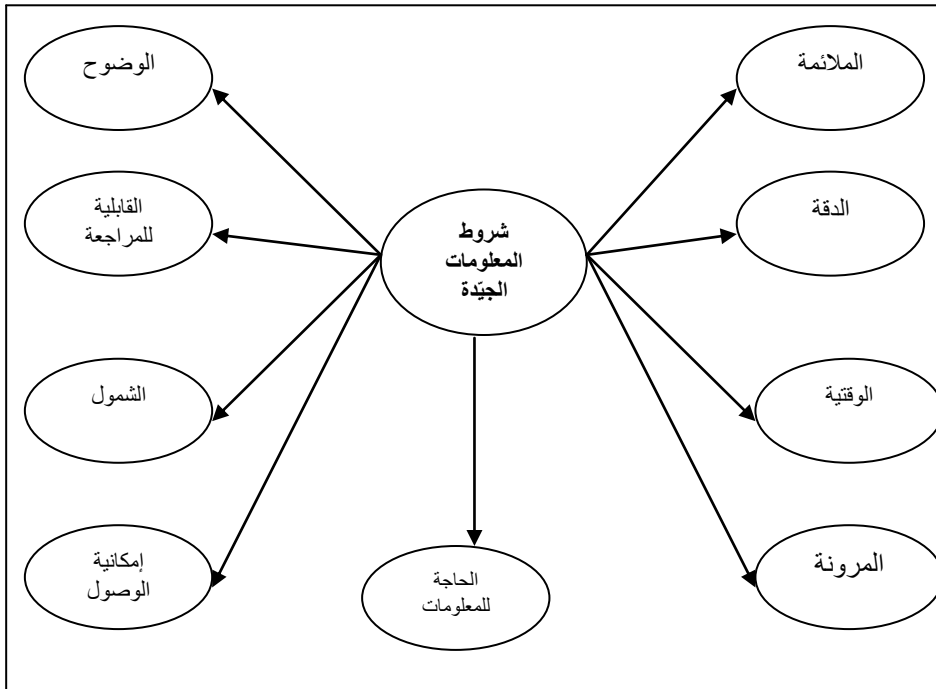 الملائمة
الوضوح
الدقة
القابلية
للمراجعة
شروط
المعلومات
الجيّدة
الوقتية
الشمول
المرونة
الحاجة
للمعلومات
إمكانية
الوصول